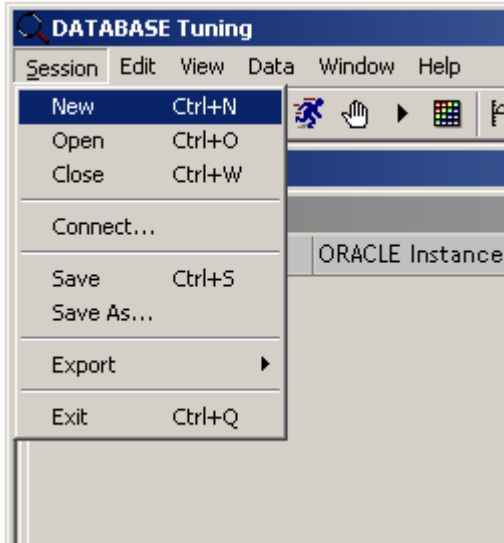 DATABASE Tuning
Session Edit View Data Window Help
New Ctrl+N
Open Ctrl+O
Close Ctrl+W
Connect...
ORACLE Instance
Save Ctrl+S
Save As...
Export
Exit Ctrl+Q